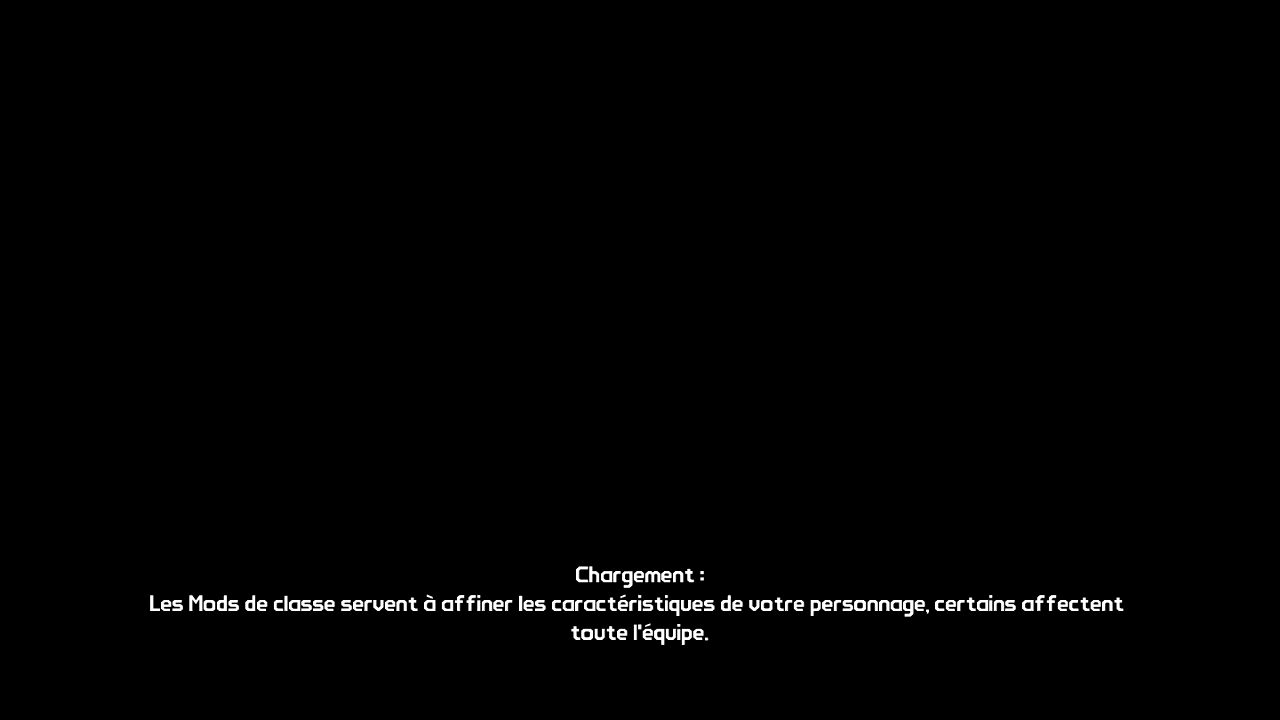 Chargement :
Les Mods de classe servent à affiner les caractéristiques de votre personnage, certains affectent
toute l'équipe.